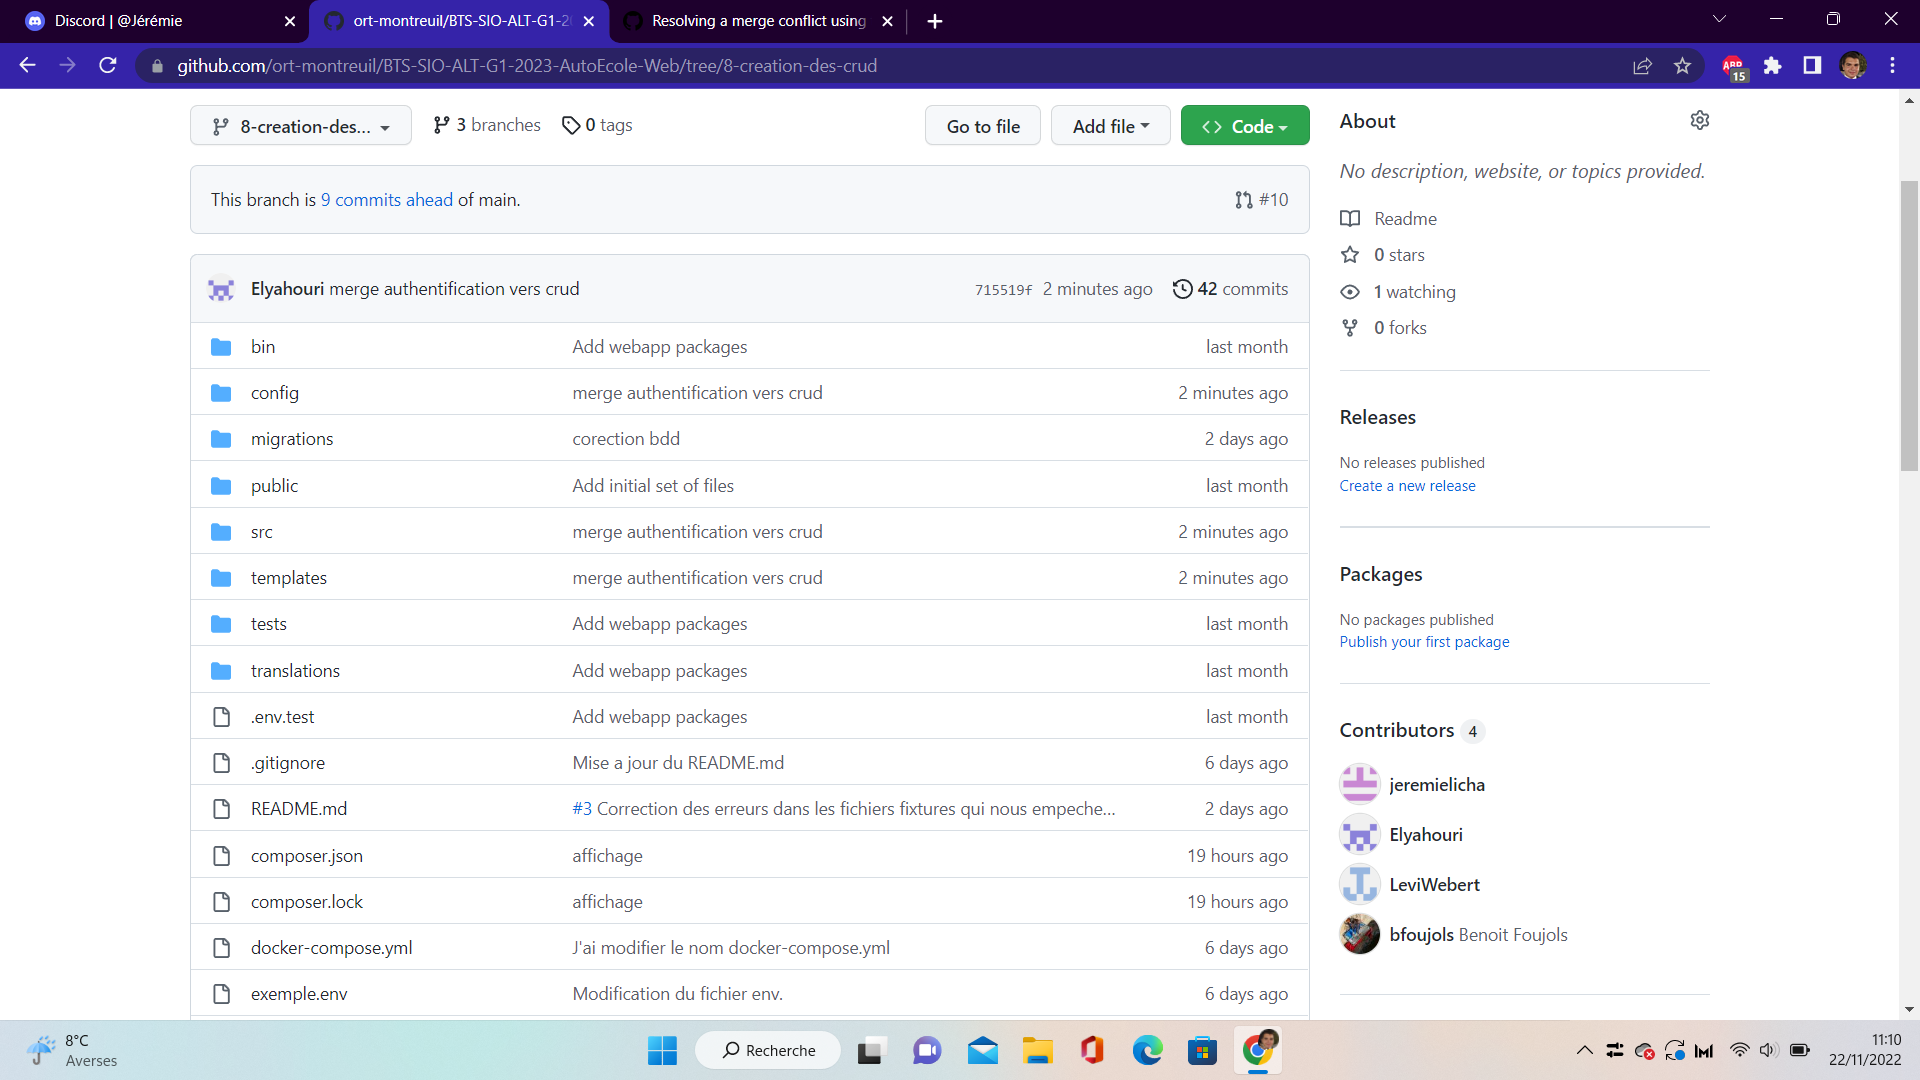 Discord | @Jérémie
ort-montreuil/BTS-SIO-ALT-G1-2
Resolving a merge conflict using
github.com/ort-montreuil/BTS-SIO-ALT-G1-2023-AutoEcole-Web/tree/8-creation-des-crud
ABP
15
8-creation-des...
3 branches
0 tags
Go to file
Add file
Code
This branch is 9 commits ahead of main.
#10
Elyahouri merge authentification vers crud
715519f 2 minutes ago
42 commits
bin Add webapp packages last month
config merge authentification vers crud 2 minutes ago
migrations corection bdd 2 days ago
public Add initial set of files last month
src merge authentification vers crud 2 minutes ago
templates merge authentification vers crud 2 minutes ago
tests Add webapp packages last month
translations Add webapp packages last month
.env.test Add webapp packages last month
.gitignore Mise a jour du README.md 6 days ago
README.md #3 Correction des erreurs dans les fichiers fixtures qui nous empeche... 2 days ago
composer.json affichage 19 hours ago
composer.lock affichage 19 hours ago
docker-compose.yml J'ai modifier le nom docker-compose.yml 6 days ago
exemple.env Modification du fichier env. 6 days ago
About
No description, website, or topics provided.
Readme
0 stars
1 watching
0 forks
Releases
No releases published
Create a new release
Packages
No packages published
Publish your first package
Contributors 4
jeremielicha
Elyahouri
LeviWebert
bfoujols Benoit Foujols
8°C
Averses
Recherche
11:10
22/11/2022